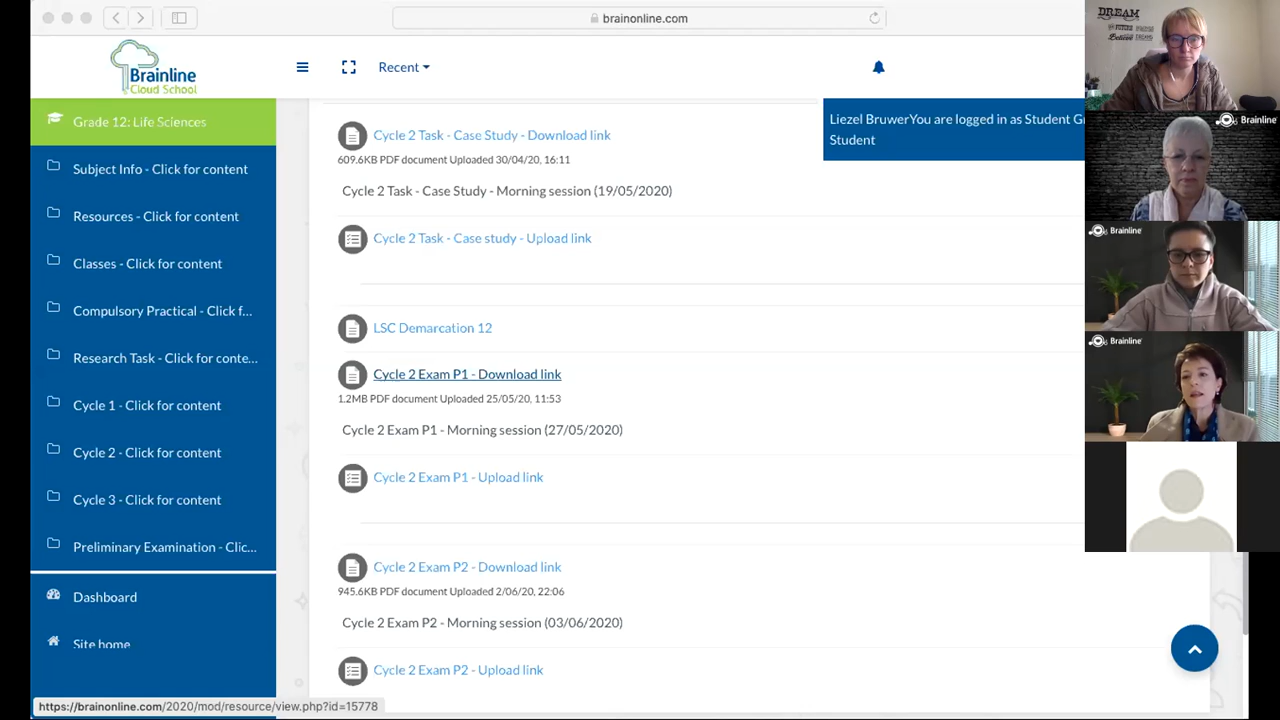 brainonline.com
Brainline
Cloud School
Recent
Grade 12: Life Sciences
Subject Info - Click for content
Resources - Click for content
Classes - Click for content
Compulsory Practical - Click f...
Research Task - Click for conte...
Cycle 1 - Click for content
Cycle 2 - Click for content
Cycle 3 - Click for content
Preliminary Examination - Clic...
Dashboard
Site home
Cycle 2 Task - Case Study - Download link
609.6KB PDF document Uploaded 30/04/20, 16:11
Cycle 2 Task - Case Study - Morning session (19/05/2020)
Cycle 2 Task - Case study - Upload link
LSC Demarcation 12
Cycle 2 Exam P1 - Download link
1.2MB PDF document Uploaded 25/05/20, 11:53
Cycle 2 Exam P1 - Morning session (27/05/2020)
Cycle 2 Exam P1 - Upload link
Cycle 2 Exam P2 - Download link
945.6KB PDF document Uploaded 2/06/20, 22:06
Cycle 2 Exam P2 - Morning session (03/06/2020)
Cycle 2 Exam P2 - Upload link
Liezel BruwerYou are logged in as Student G
Student
DREAM
Believe
Brainline
Brainline
Brainline
https://brainonline.com/2020/mod/resource/view.php?id=15778